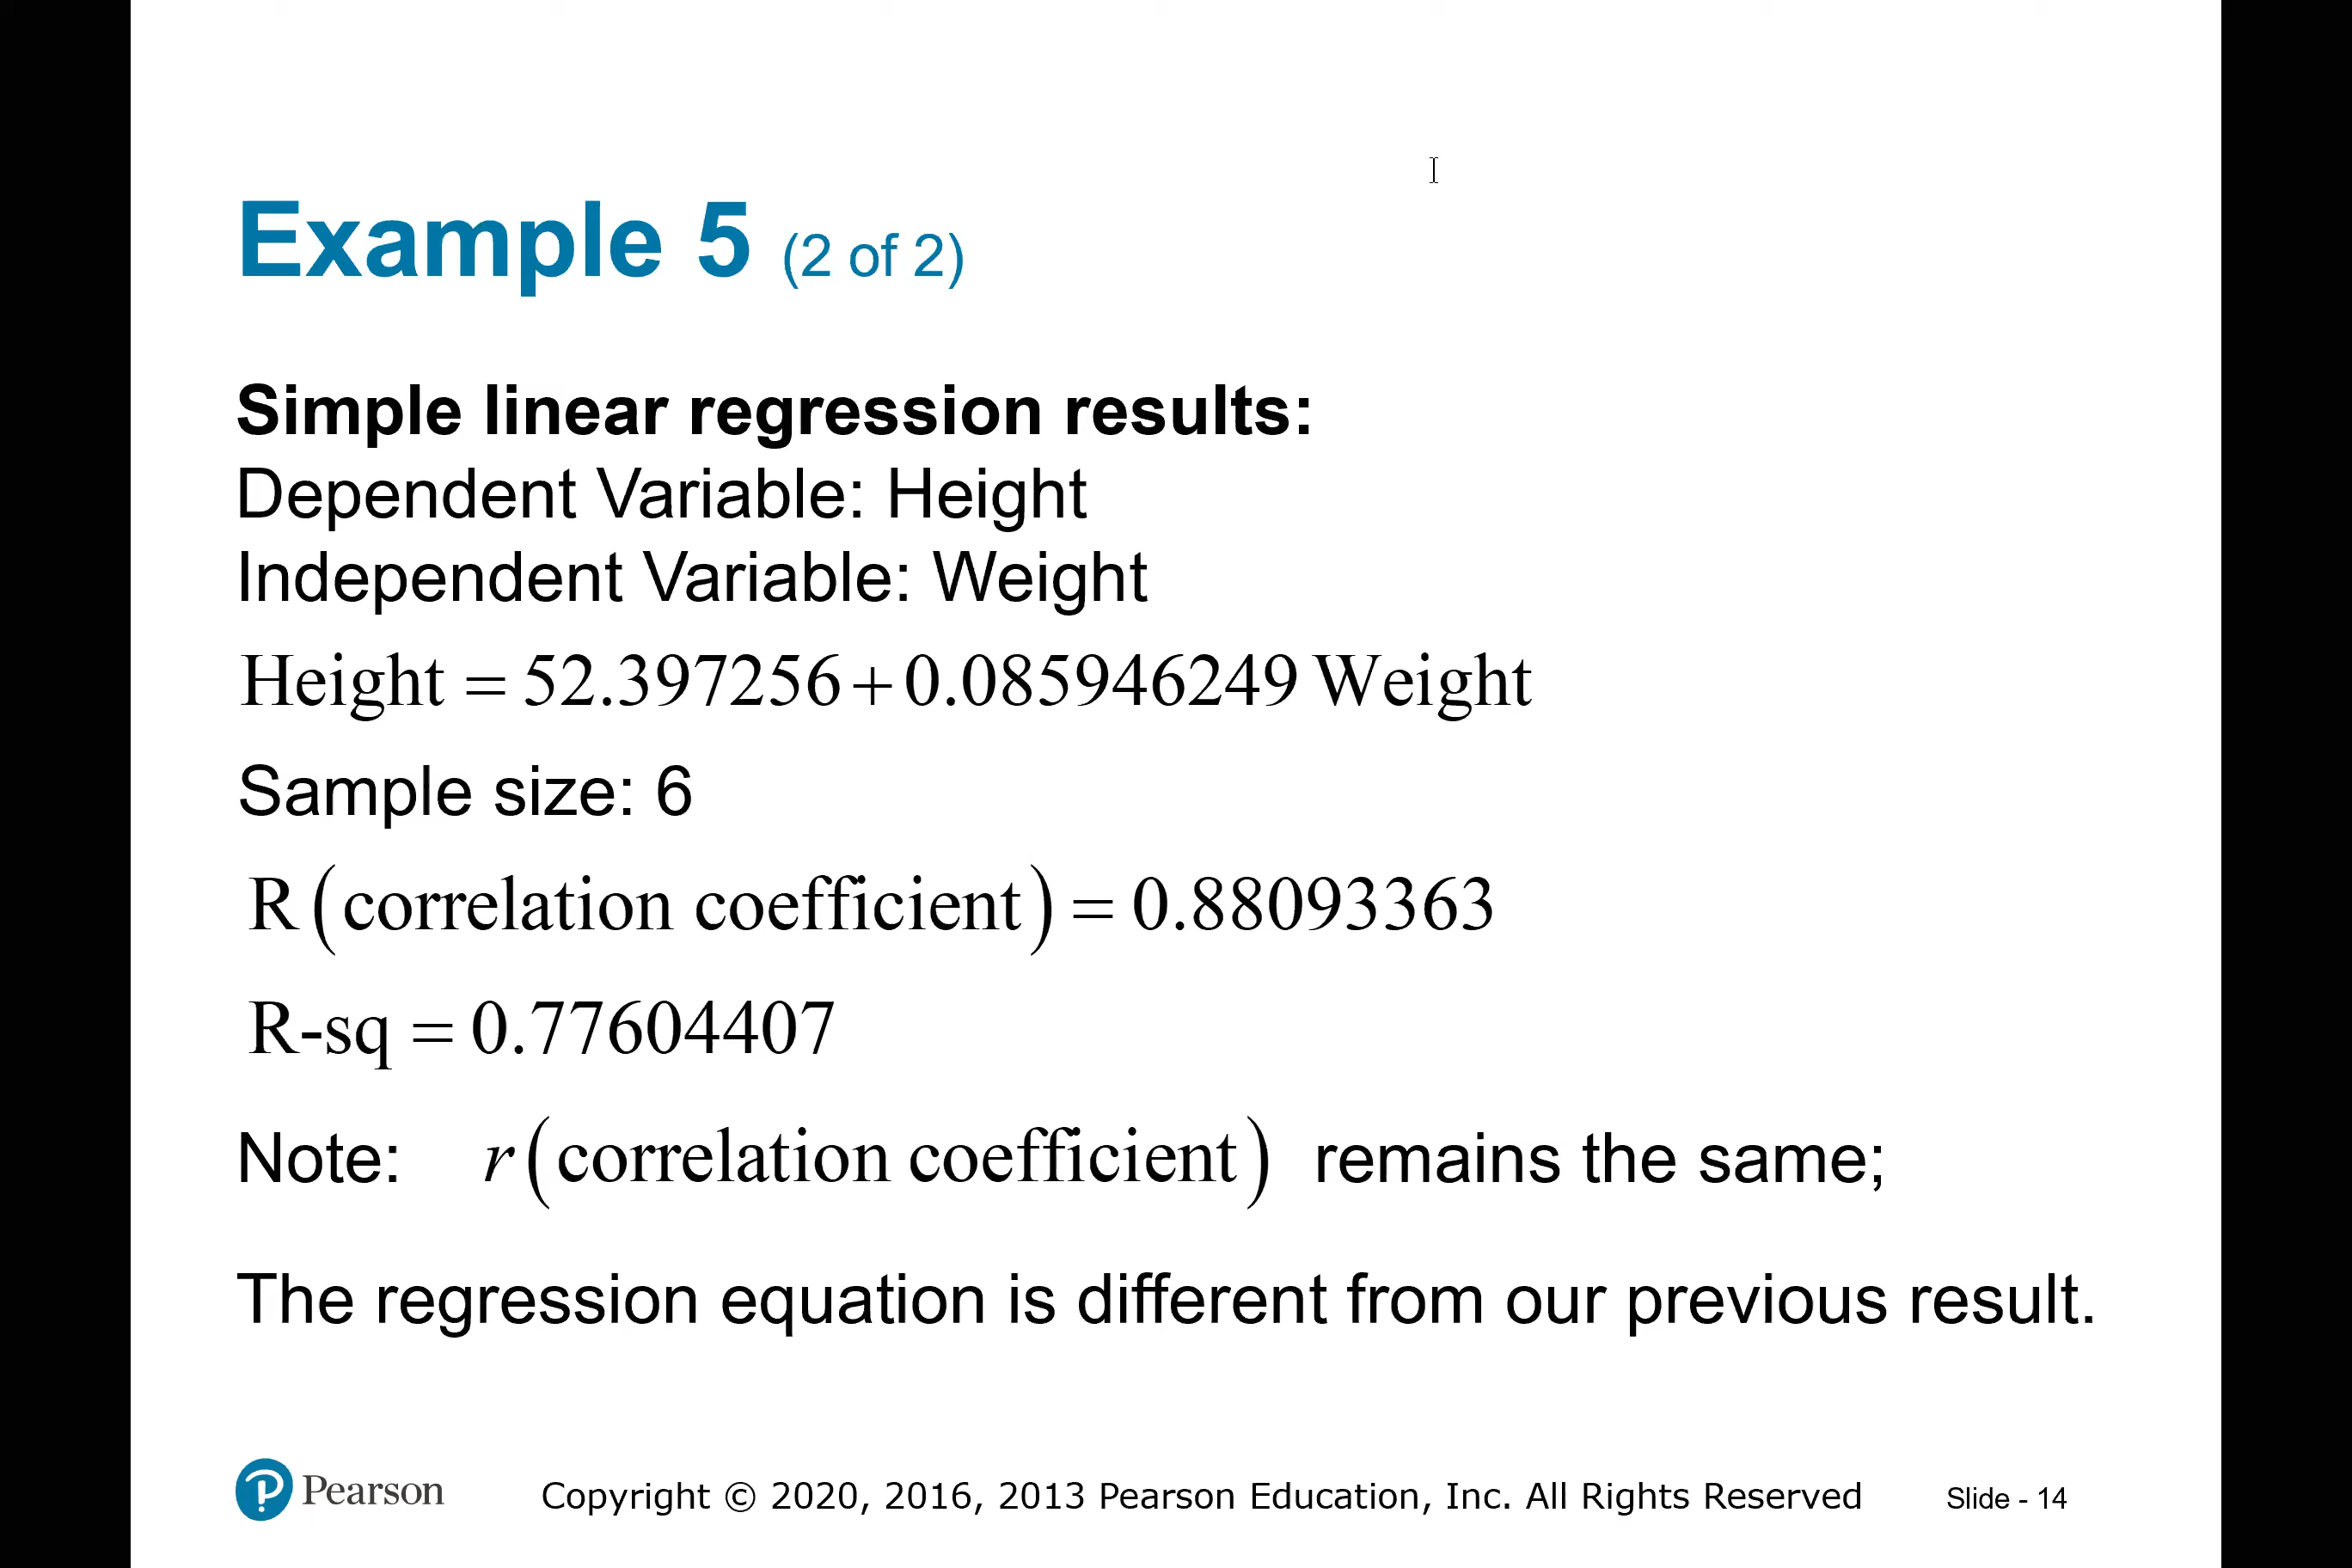 Example 5 (2 of 2)
Simple linear regression results:
Dependent Variable: Height
Independent Variable: Weight
Height = 52.397256 + 0.085946249 Weight
Sample size: 6
R (correlation coefficient) = 0.88093363
R-sq = 0.77604407
Note: r (correlation coefficient) remains the same;
The regression equation is different from our previous result.
Pearson Copyright © 2020, 2016, 2013 Pearson Education, Inc. All Rights Reserved Slide - 14